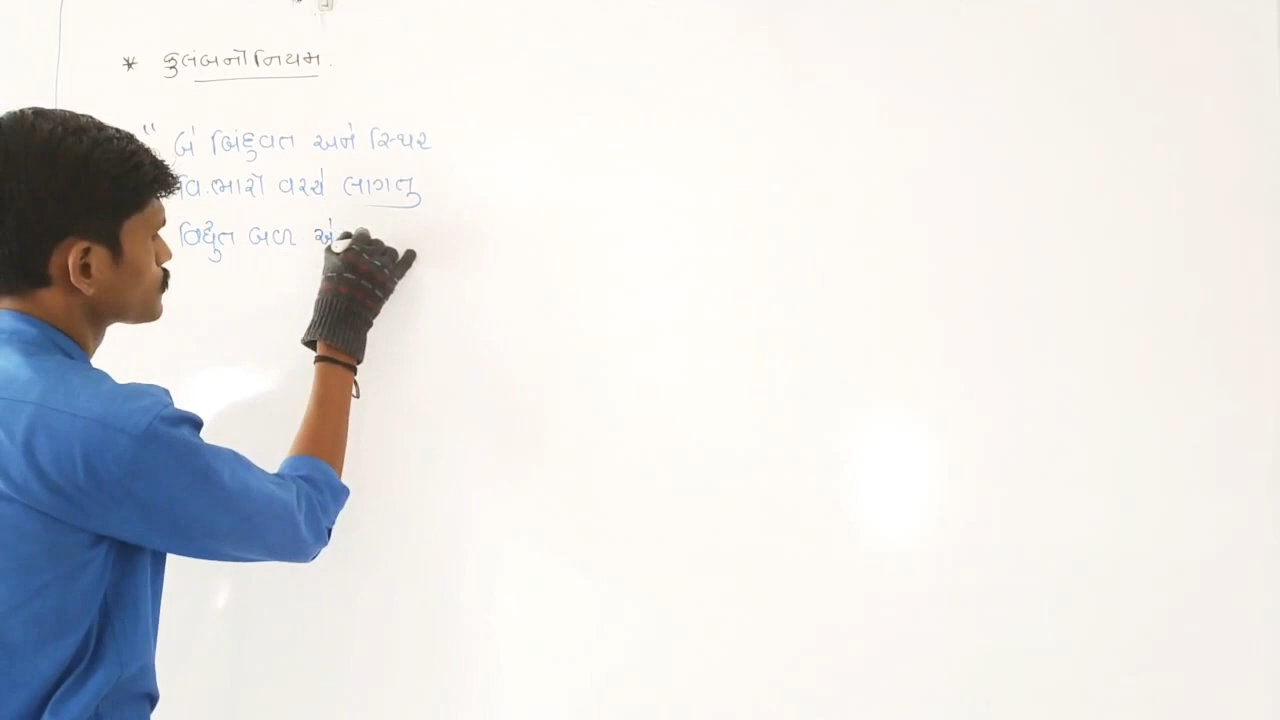 * કુલંબનો નિયમ.
" બે બિંદુવત અને સ્થિર
વિ.ભારો વચ્ચે લાગતુ
વિદ્યુત બળ એ